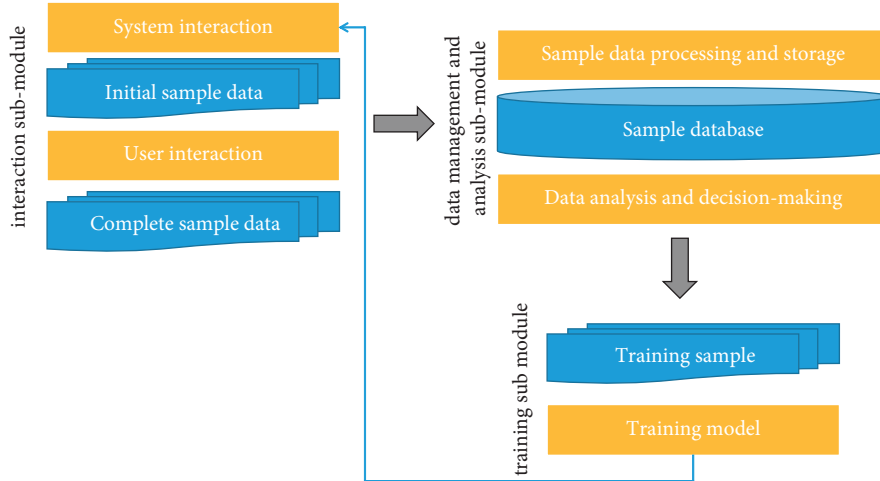 interaction sub-module
System interaction
Initial sample data
User interaction
Complete sample data
data management and
analysis sub-module
Sample data processing and storage
Sample database
Data analysis and decision-making
training sub module
Training sample
Training model